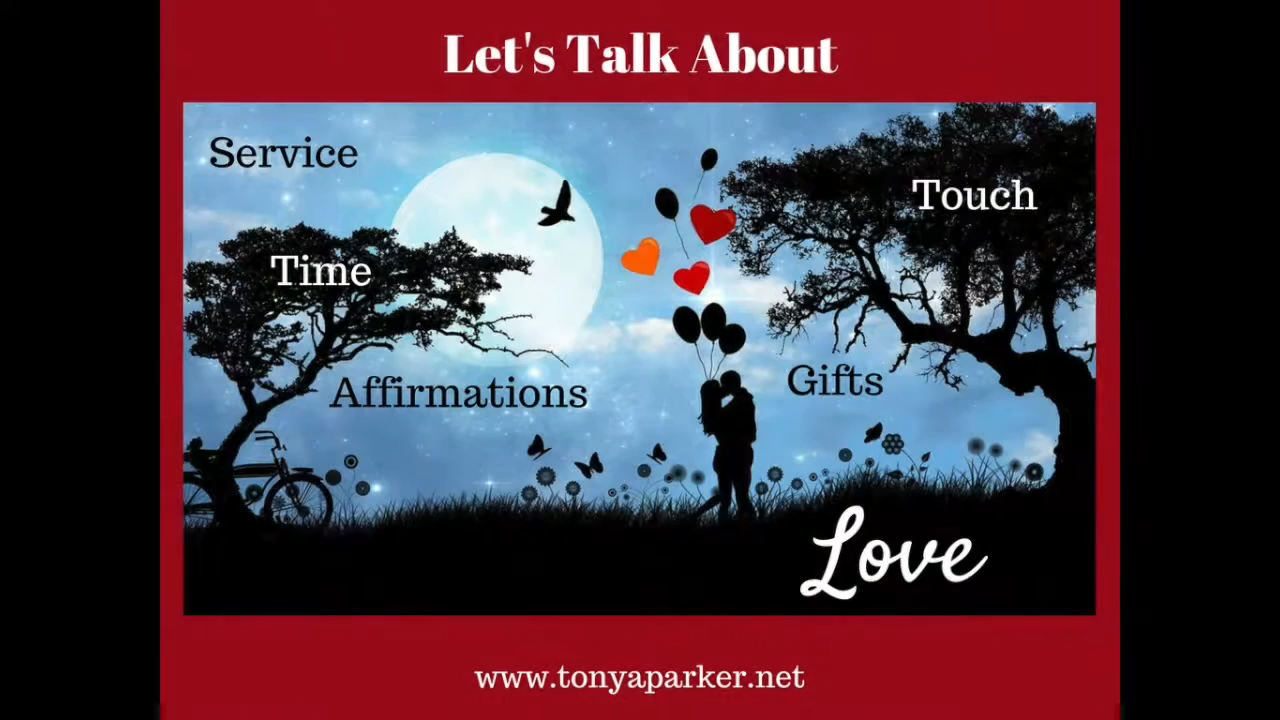 Let's Talk About
Service
Touch
Time
Affirmations
Gifts
Love
www.tonyaparker.net